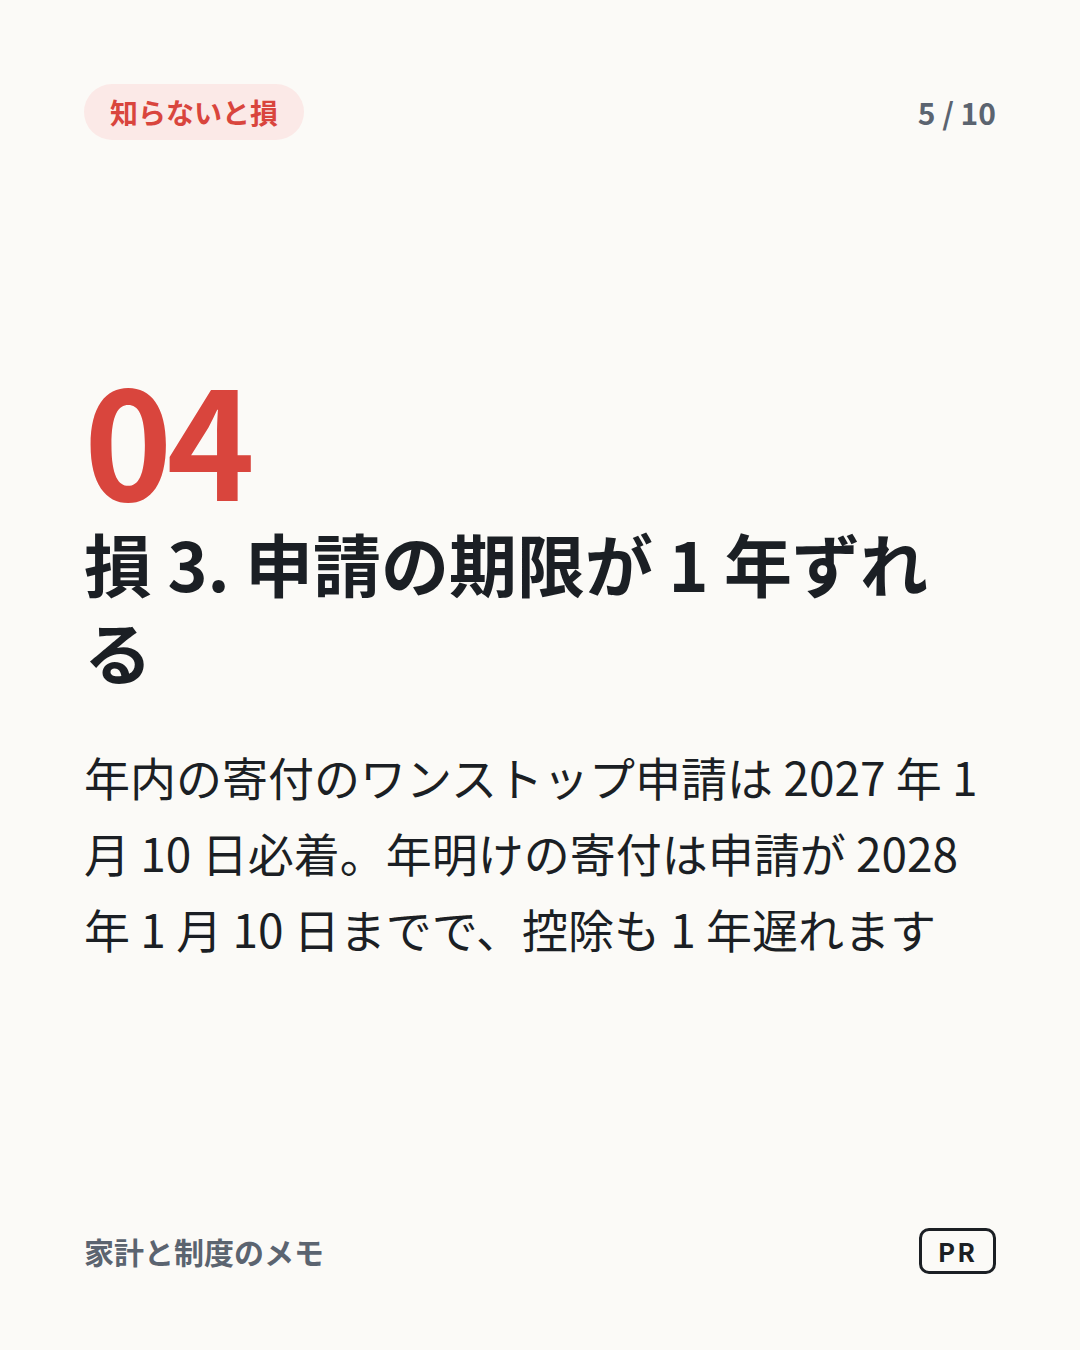 知らないと損
5 / 10
04
損 3. 申請の期限が 1 年ずれ
る
年内の寄付のワンストップ申請は 2027 年 1
月 10 日必着。年明けの寄付は申請が 2028
年 1 月 10 日までで、控除も 1 年遅れます
家計と制度のメモ
PR